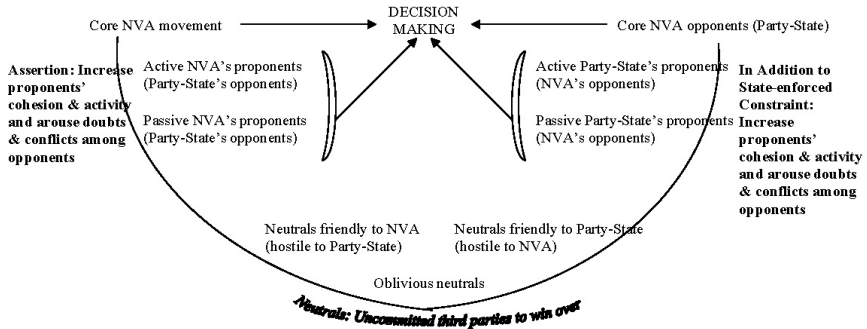 DECISION
MAKING
Core NVA movement
Core NVA opponents (Party-State)
Assertion: Increase
proponents’
cohesion & activity
and arouse doubts
& conflicts among
opponents
Active NVA’s proponents
(Party-State’s opponents)
Passive NVA’s proponents
(Party-State’s opponents)
Active Party-State’s proponents
(NVA’s opponents)
Passive Party-State’s proponents
(NVA’s opponents)
In Addition to
State-enforced
Constraint:
Increase
proponents’
cohesion & activity
and arouse doubts
& conflicts among
opponents
Neutrals friendly to NVA
(hostile to Party-State)
Neutrals friendly to Party-State
(hostile to NVA)
Oblivious neutrals
Neutrals: Uncommitted third parties to win over